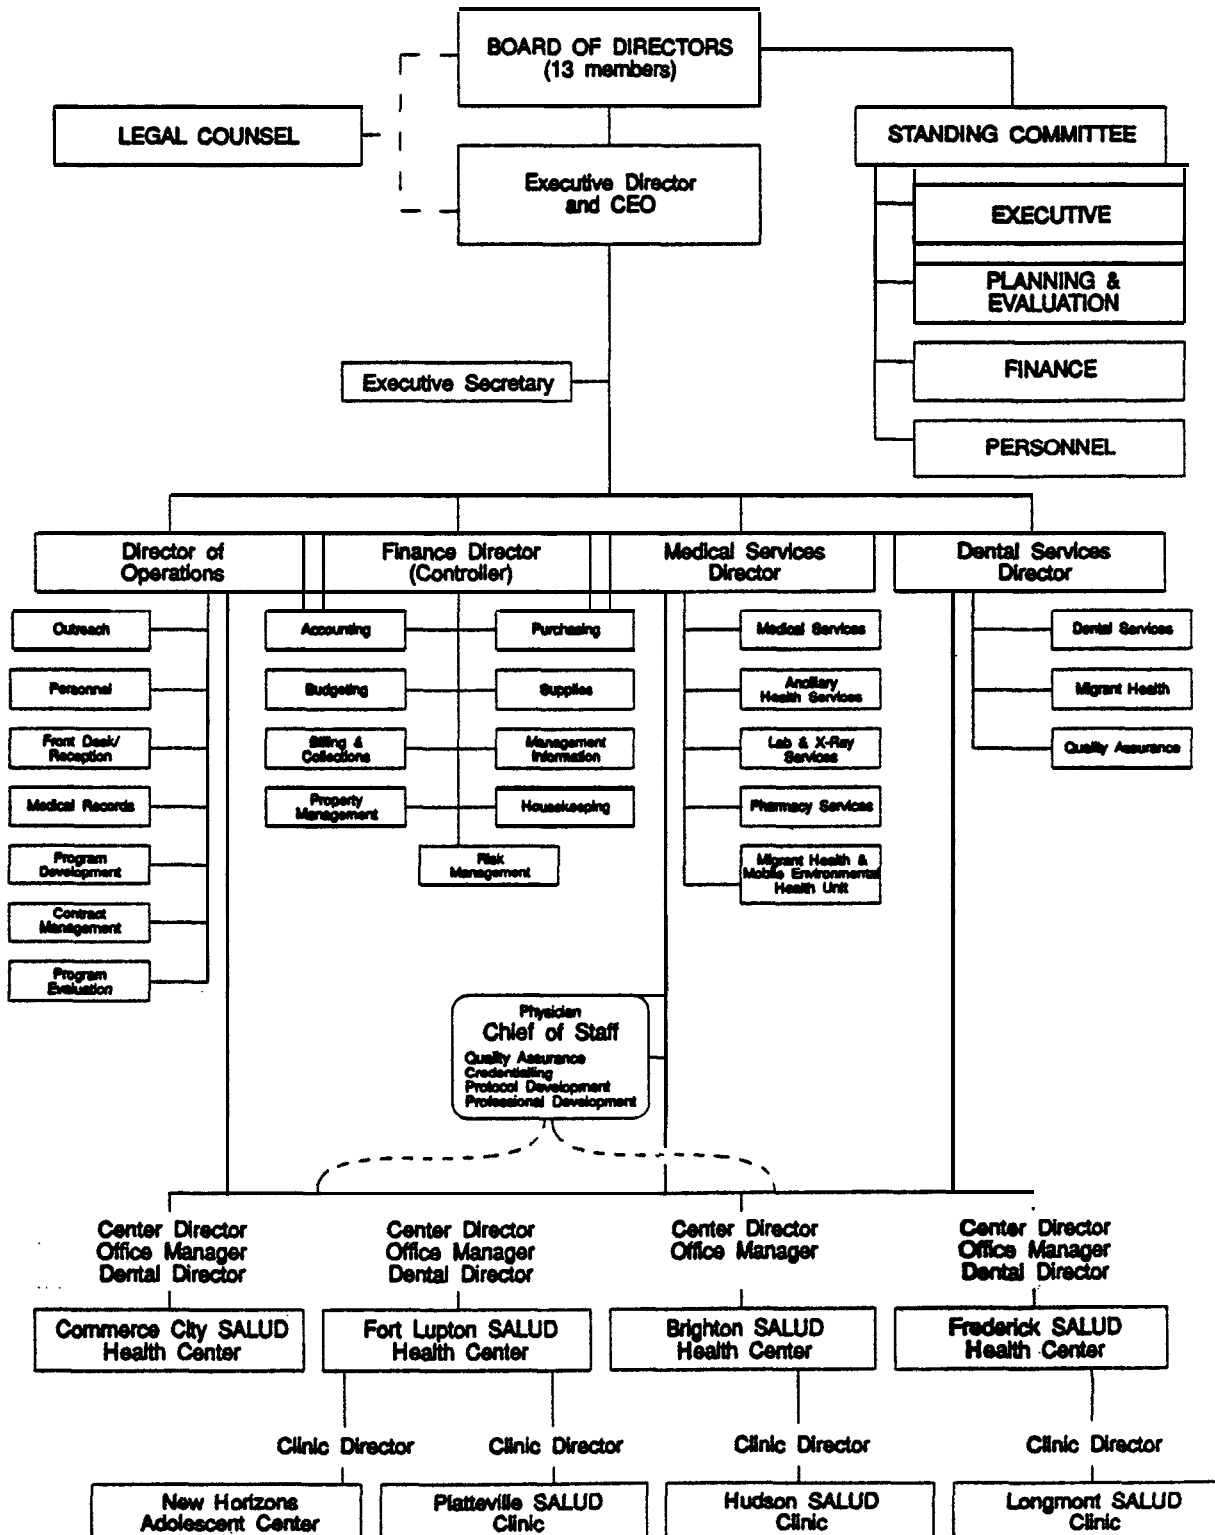 BOARD OF DIRECTORS
(13 members)
LEGAL COUNSEL
STANDING COMMITTEE
Executive Director
and CEO
EXECUTIVE
PLANNING &
EVALUATION
FINANCE
PERSONNEL
Executive Secretary
Director of
Operations
Finance Director
(Controller)
Medical Services
Director
Dental Services
Director
Outreach
Personnel
Front Desk/
Reception
Medical Records
Program
Development
Contract
Management
Program
Evaluation
Accounting
Budgeting
Billing &
Collections
Property
Management
Purchasing
Supplies
Management
Information
Housekeeping
Risk
Management
Medical Services
Ancillary
Health Services
Lab & X-Ray
Services
Pharmacy Services
Migrant Health &
Mobile Environmental
Health Unit
Dental Services
Migrant Health
Quality Assurance
Physician
Chief of Staff
Quality Assurance
Credentialling
Protocol Development
Professional Development
Center Director
Office Manager
Dental Director
Commerce City SALUD
Health Center
Center Director
Office Manager
Dental Director
Fort Lupton SALUD
Health Center
Center Director
Office Manager
Brighton SALUD
Health Center
Center Director
Office Manager
Dental Director
Frederick SALUD
Health Center
Clinic Director
New Horizons
Adolescent Center
Clinic Director
Platteville SALUD
Clinic
Clinic Director
Hudson SALUD
Clinic
Clinic Director
Longmont SALUD
Clinic